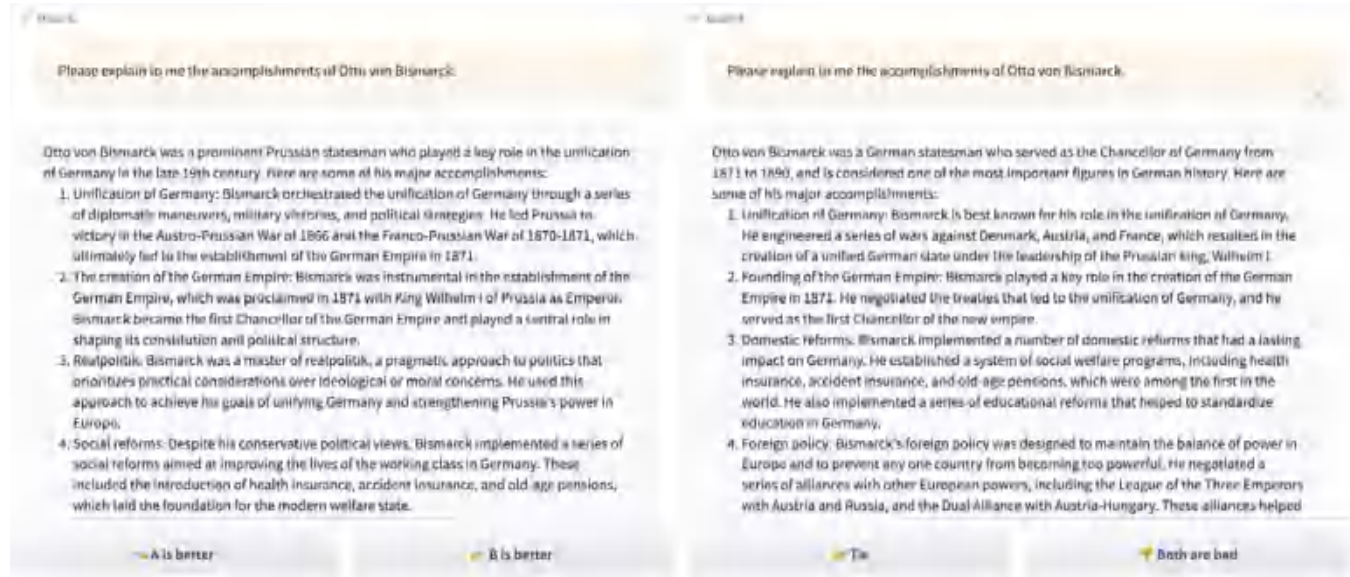 Please explain to me the accomplishments of Otto von Bismarck.
Otto von Bismarck was a prominent Prussian statesman who played a key role in the unification
of Germany in the late 19th century. Here are some of his major accomplishments:
1. Unification of Germany: Bismarck orchestrated the unification of Germany through a series
of diplomatic maneuvers, military victories, and political strategies. He led Prussia to
victory in the Austro-Prussian War of 1866 and the Franco-Prussian War of 1870-1871, which
ultimately led to the establishment of the German Empire in 1871.
2. The creation of the German Empire: Bismarck was instrumental in the establishment of the
German Empire, which was proclaimed in 1871 with King Wilhelm I of Prussia as Emperor.
Bismarck became the first Chancellor of the German Empire and played a central role in
shaping its constitution and political structure.
3. Realpolitik: Bismarck was a master of realpolitik, a pragmatic approach to politics that
prioritizes practical considerations over ideological or moral concerns. He used this
approach to achieve his goals of unifying Germany and strengthening Prussia's power in
Europe.
4. Social reforms: Despite his conservative political views, Bismarck implemented a series of
social reforms aimed at improving the lives of the working class in Germany. These
included the introduction of health insurance, accident insurance, and old-age pensions,
which laid the foundation for the modern welfare state.
Please explain to me the accomplishments of Otto von Bismarck.
Otto von Bismarck was a German statesman who served as the Chancellor of Germany from
1871 to 1890, and is considered one of the most important figures in German history. Here are
some of his major accomplishments:
1. Unification of Germany: Bismarck is best known for his role in the unification of Germany.
He engineered a series of wars against Denmark, Austria, and France, which resulted in the
creation of a unified German state under the leadership of the Prussian king, Wilhelm I.
2. Founding of the German Empire: Bismarck played a key role in the creation of the German
Empire in 1871. He negotiated the treaties that led to the unification of Germany, and he
served as the first Chancellor of the new empire.
3. Domestic reforms: Bismarck implemented a number of domestic reforms that had a lasting
impact on Germany. He established a system of social welfare programs, including health
insurance, accident insurance, and old-age pensions, which were among the first in the
world. He also implemented a series of educational reforms that helped to standardize
education in Germany.
4. Foreign policy: Bismarck's foreign policy was designed to maintain the balance of power in
Europe and to prevent any one country from becoming too powerful. He negotiated a
series of alliances with other European powers, including the League of the Three Emperors
with Austria and Russia, and the Dual Alliance with Austria-Hungary. These alliances helped
A is better
B is better
Tie
Both are bad